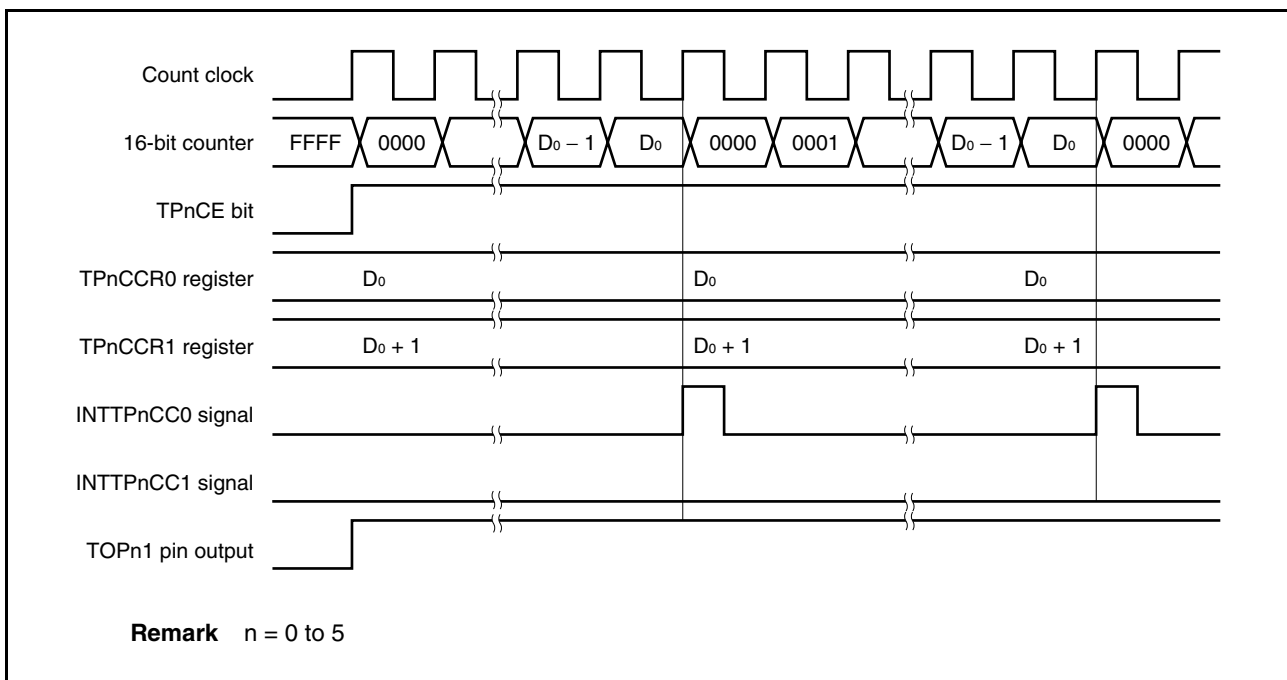 Count clock
16-bit counter FFFF 0000 D₀ – 1 D₀ 0000 0001 D₀ – 1 D₀ 0000
TPnCE bit
TPnCCR0 register D₀ D₀ D₀
TPnCCR1 register D₀ + 1 D₀ + 1 D₀ + 1
INTTPnCC0 signal
INTTPnCC1 signal
TOPn1 pin output
Remark n = 0 to 5